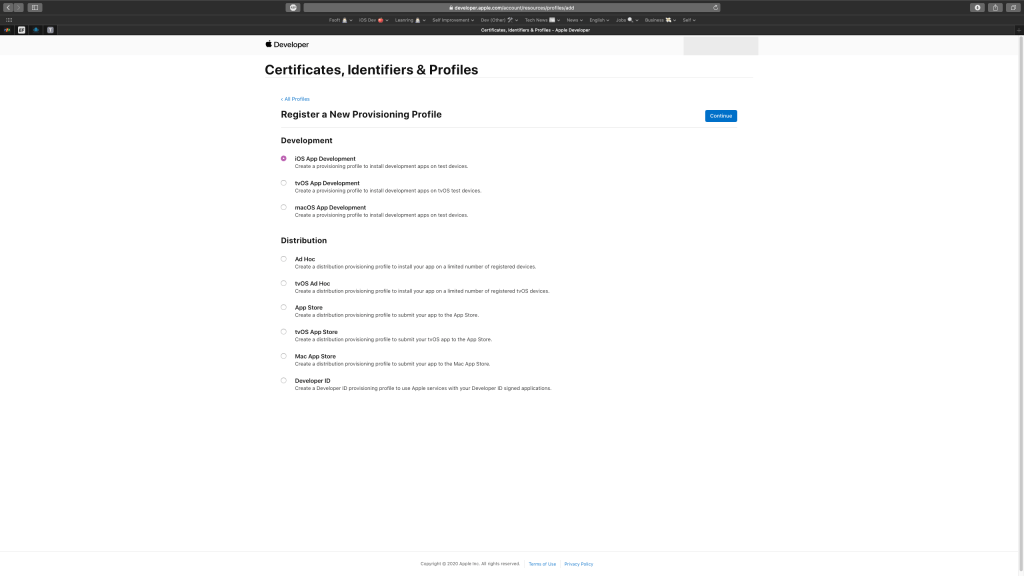 developer.apple.com/account/resources/profiles/add
Foof! iOS Dev Learning Self Improvement Dev (Other) Tech News News English Jobs Business Self
Certificates, Identifiers & Profiles - Apple Developer
Developer
Certificates, Identifiers & Profiles
‹ All Profiles
Register a New Provisioning Profile
Continue
Development
iOS App Development
Create a provisioning profile to install development apps on test devices.
tvOS App Development
Create a provisioning profile to install development apps on tvOS test devices.
macOS App Development
Create a provisioning profile to install development apps on test devices.
Distribution
Ad Hoc
Create a distribution provisioning profile to install your app on a limited number of registered devices.
tvOS Ad Hoc
Create a distribution provisioning profile to install your app on a limited number of registered tvOS devices.
App Store
Create a distribution provisioning profile to submit your app to the App Store.
tvOS App Store
Create a distribution provisioning profile to submit your tvOS app to the App Store.
Mac App Store
Create a distribution provisioning profile to submit your app to the Mac App Store.
Developer ID
Create a Developer ID provisioning profile to use Apple services with your Developer ID signed applications.
Copyright © 2020 Apple Inc. All rights reserved. Terms of Use Privacy Policy